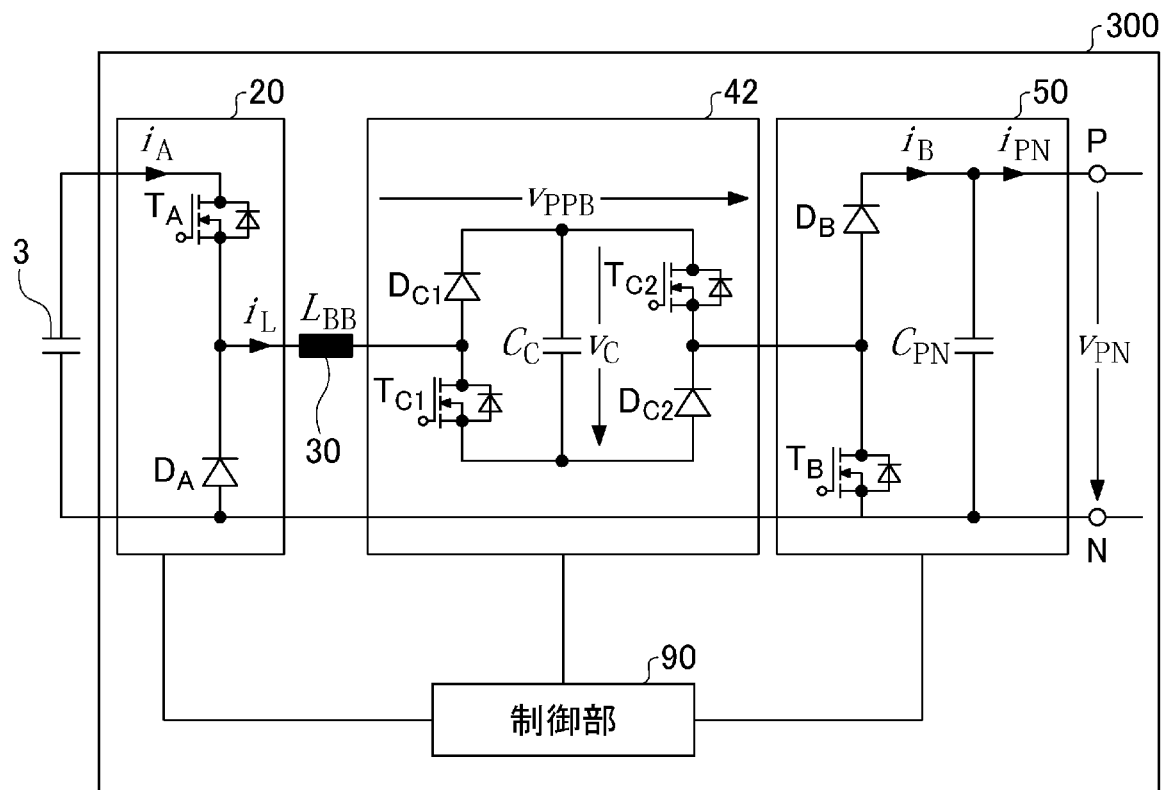 300
20
42
50
i_A
i_B
i_PN
P
T_A
v_PPB
D_B
3
D_C1
T_C2
i_L
L_BB
C_C
v_C
C_PN
v_PN
T_C1
D_C2
30
D_A
T_B
N
90
制御部